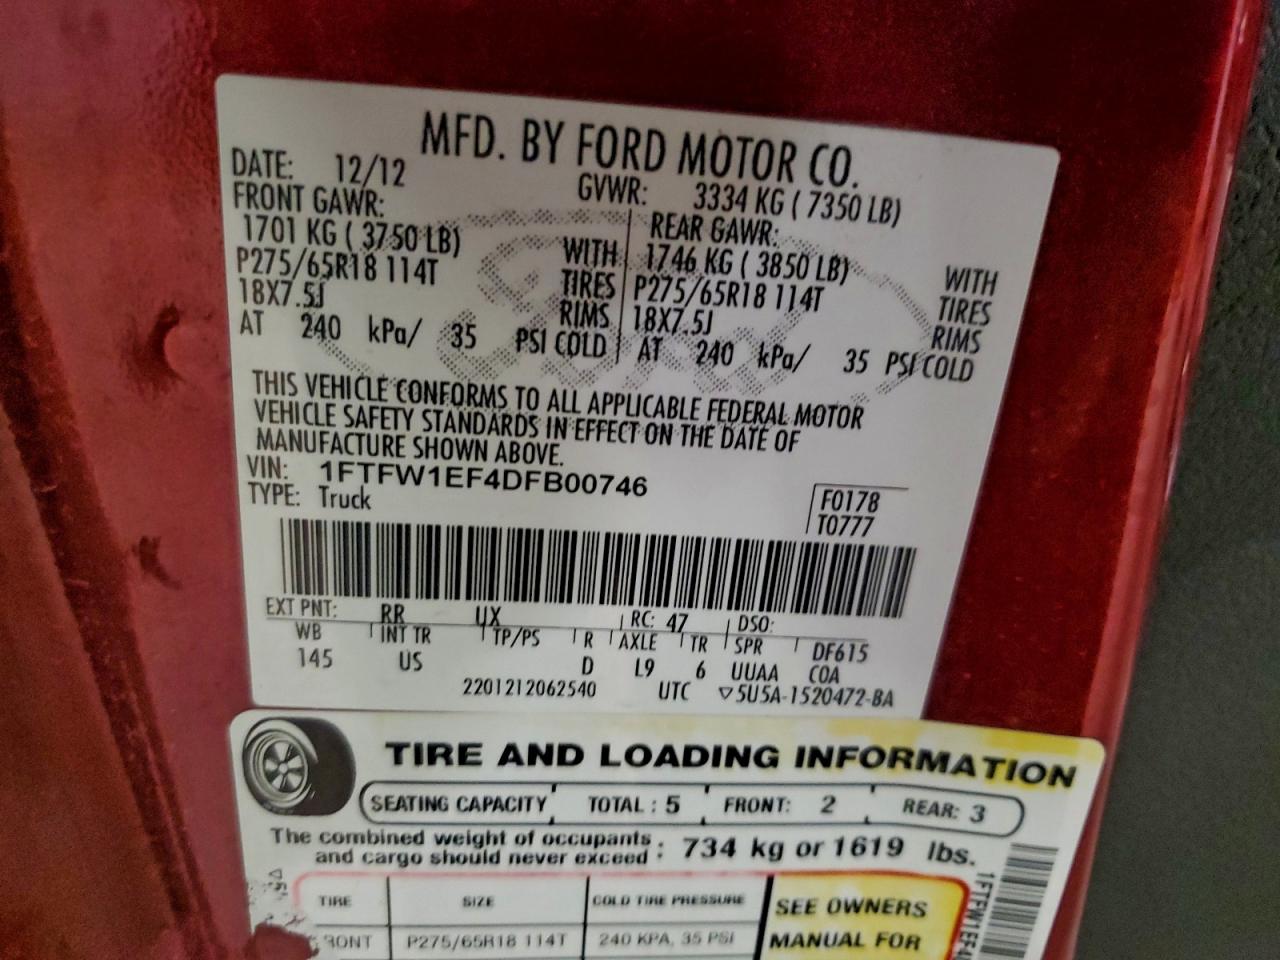 MFD. BY FORD MOTOR CO.
DATE: 12/12 GVWR: 3334 KG ( 7350 LB)
FRONT GAWR: REAR GAWR:
1701 KG ( 3750 LB) WITH 1746 KG ( 3850 LB) WITH
P275/65R18 114T TIRES P275/65R18 114T TIRES
18X7.5J RIMS 18X7.5J RIMS
AT 240 kPa/ 35 PSI COLD AT 240 kPa/ 35 PSI COLD
THIS VEHICLE CONFORMS TO ALL APPLICABLE FEDERAL MOTOR
VEHICLE SAFETY STANDARDS IN EFFECT ON THE DATE OF
MANUFACTURE SHOWN ABOVE.
VIN: 1FTFW1EF4DFB00746
TYPE: Truck
F0178
T0777
EXT PNT: RR UX RC: 47 DSO:
WB INT TR TP/PS R AXLE TR SPR DF615
145 US D L9 6 UUAA COA
2201212062540 UTC ▽5U5A-1520472-BA
TIRE AND LOADING INFORMATION
SEATING CAPACITY TOTAL : 5 FRONT: 2 REAR: 3
The combined weight of occupants
and cargo should never exceed : 734 kg or 1619 lbs.
TIRE SIZE COLD TIRE PRESSURE SEE OWNERS
RONT P275/65R18 114T 240 KPA, 35 PSI MANUAL FOR
1FTFW1EF4